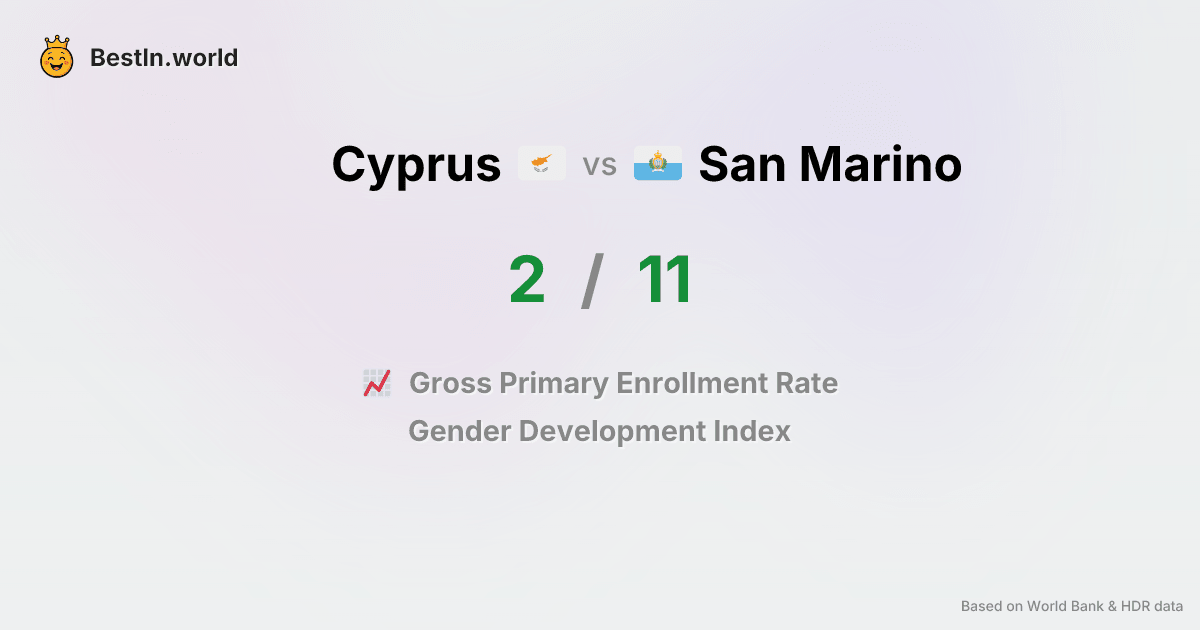 BestIn.world
Cyprus vs San Marino
2 / 11
Gross Primary Enrollment Rate
Gender Development Index
Based on World Bank & HDR data